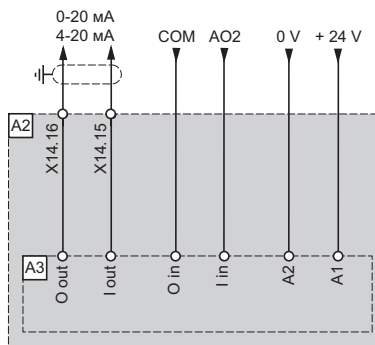 0-20 мА
4-20 мА
COM
AO2
0 V
+ 24 V
A2
X14.16
X14.15
A3
O out
I out
O in
I in
A2
A1